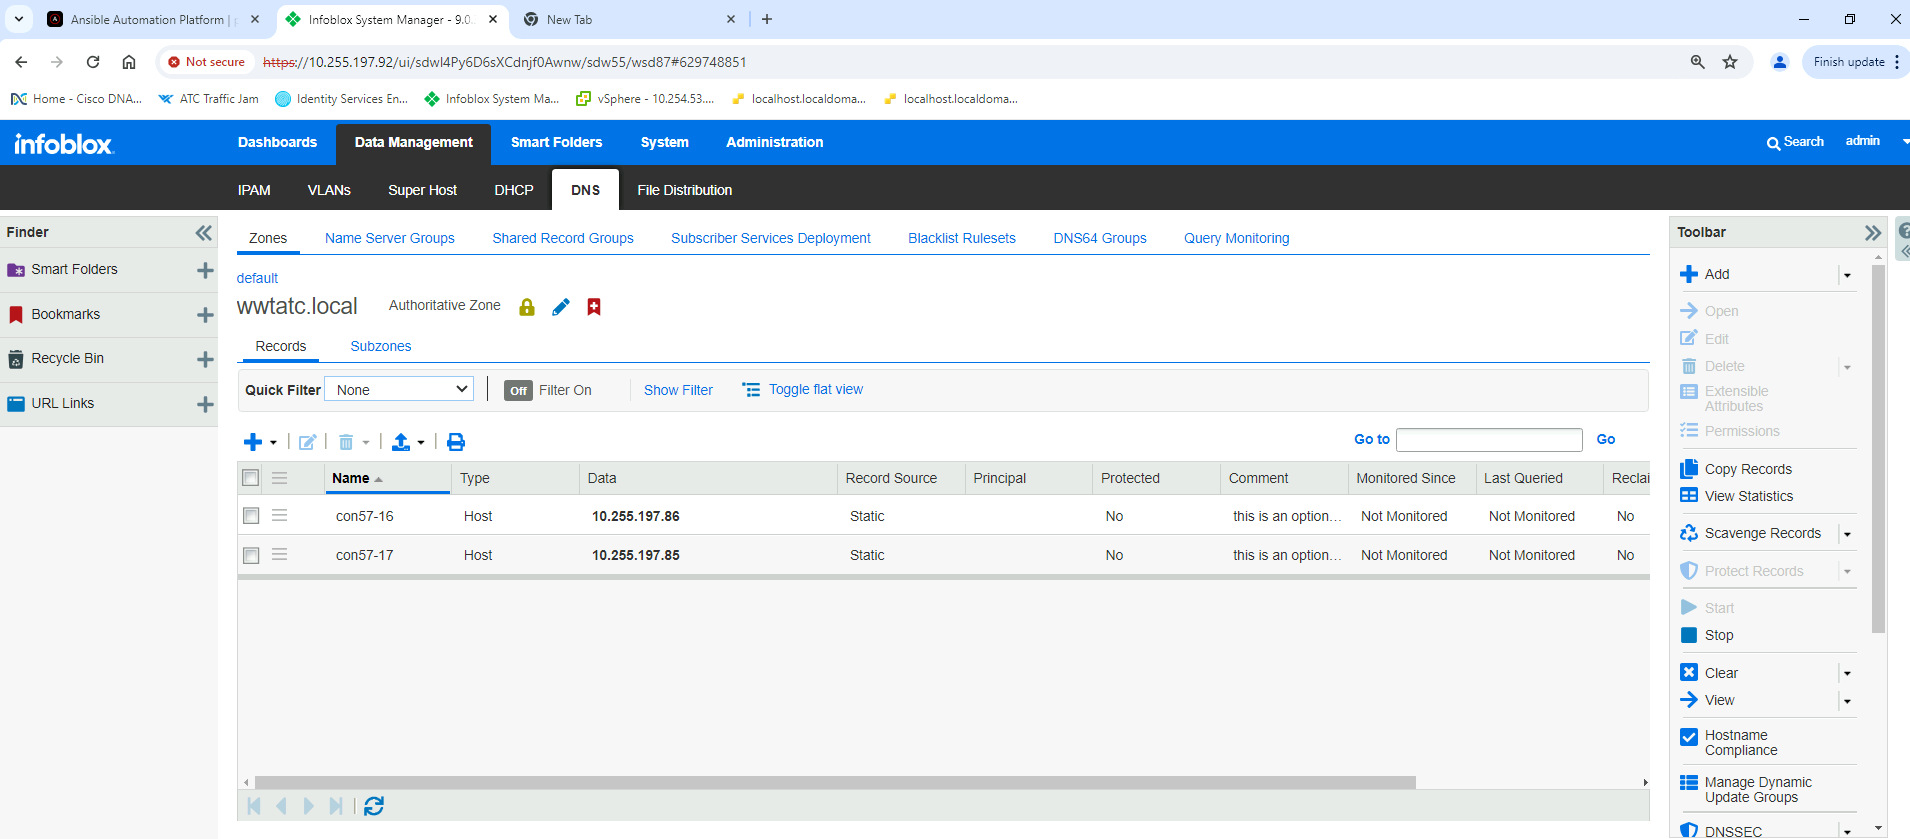 Ansible Automation Platform |
Infoblox System Manager - 9.0.
New Tab
Not secure
https://10.255.197.92/ui/sdwl4Py6D6sXCdnjf0Awnw/sdw55/wsd87#629748851
Finish update
Home - Cisco DNA...
ATC Traffic Jam
Identity Services En...
Infoblox System Ma...
vSphere - 10.254.53....
localhost.localdoma...
localhost.localdoma...
infoblox.
Dashboards
Data Management
Smart Folders
System
Administration
Search
admin
IPAM
VLANs
Super Host
DHCP
DNS
File Distribution
Finder
Smart Folders
Bookmarks
Recycle Bin
URL Links
Zones
Name Server Groups
Shared Record Groups
Subscriber Services Deployment
Blacklist Rulesets
DNS64 Groups
Query Monitoring
default
wwtatc.local
Authoritative Zone
Records
Subzones
Quick Filter
None
Off
Filter On
Show Filter
Toggle flat view
Go to
Go
Name Type Data Record Source Principal Protected Comment Monitored Since Last Queried Reclai
con57-16 Host 10.255.197.86 Static No this is an option... Not Monitored Not Monitored No
con57-17 Host 10.255.197.85 Static No this is an option... Not Monitored Not Monitored No
Toolbar
Add
Open
Edit
Delete
Extensible
Attributes
Permissions
Copy Records
View Statistics
Scavenge Records
Protect Records
Start
Stop
Clear
View
Hostname
Compliance
Manage Dynamic
Update Groups
DNSSEC